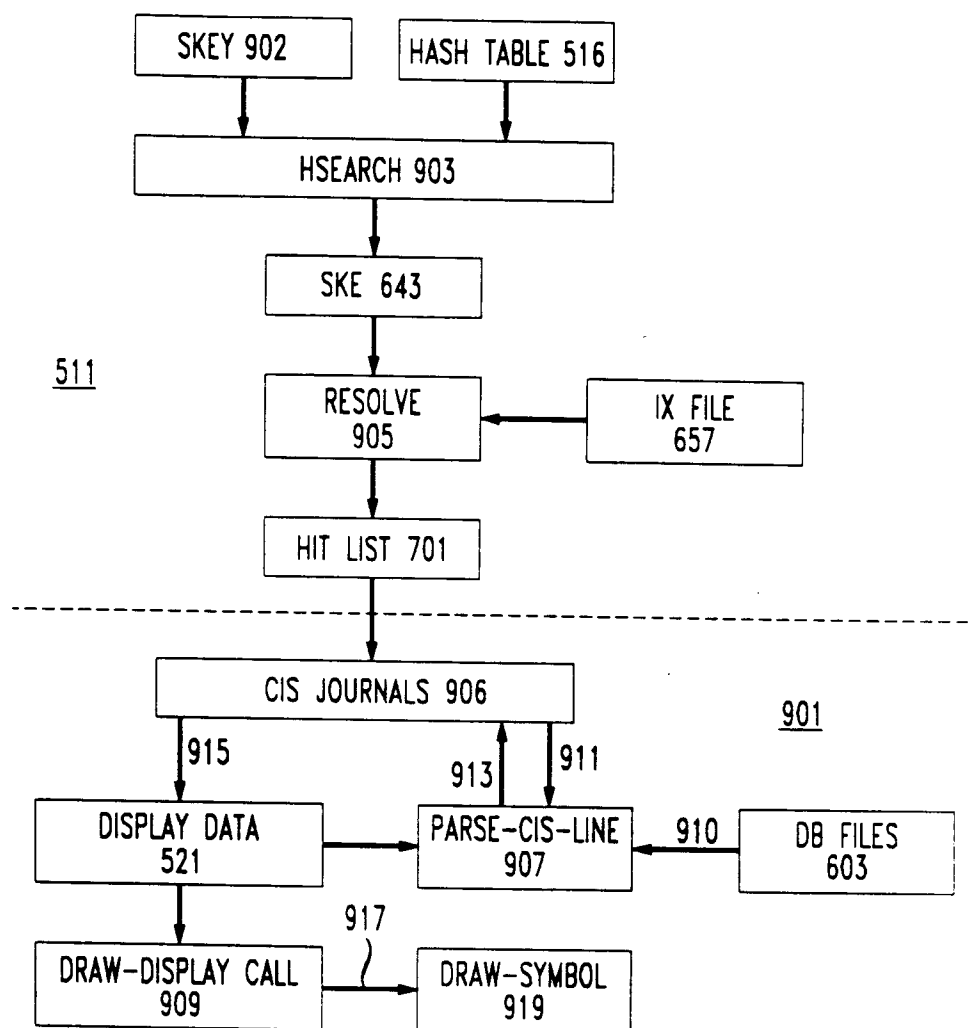 SKEY 902
HASH TABLE 516
HSEARCH 903
SKE 643
511
RESOLVE
905
IX FILE
657
HIT LIST 701
CIS JOURNALS 906
901
915
913
911
DISPLAY DATA
521
PARSE-CIS-LINE
907
910
DB FILES
603
917
DRAW-DISPLAY CALL
909
DRAW-SYMBOL
919